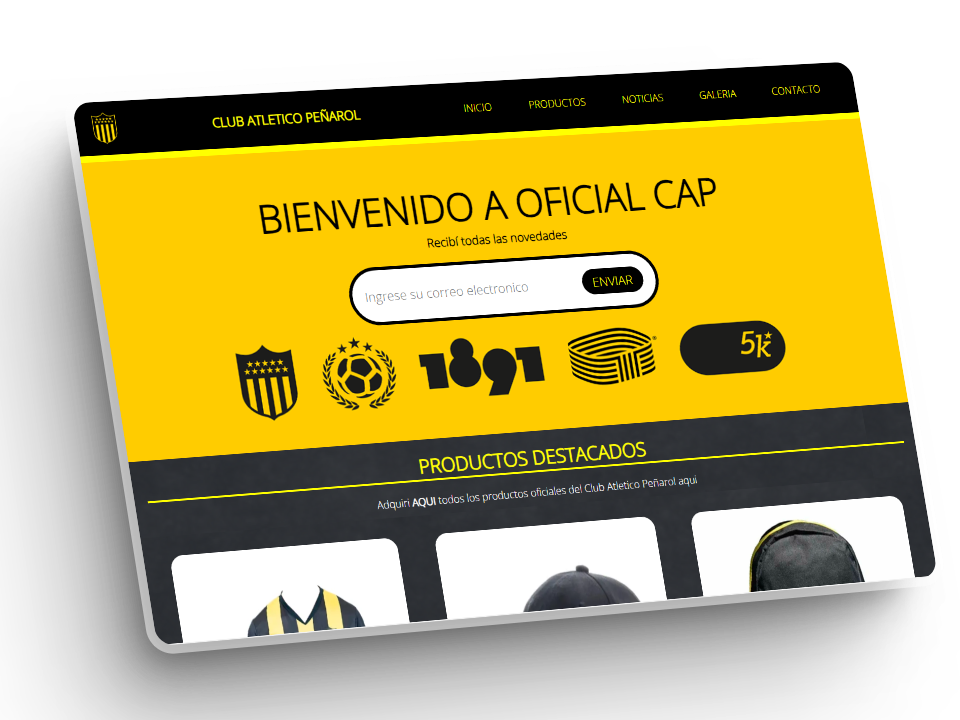 CLUB ATLETICO PEÑAROL
INICIO
PRODUCTOS
NOTICIAS
GALERIA
CONTACTO
BIENVENIDO A OFICIAL CAP
Recibí todas las novedades
Ingrese su correo electronico
ENVIAR
1891
®
5k
PRODUCTOS DESTACADOS
Adquiri AQUI todos los productos oficiales del Club Atletico Peñarol aqui